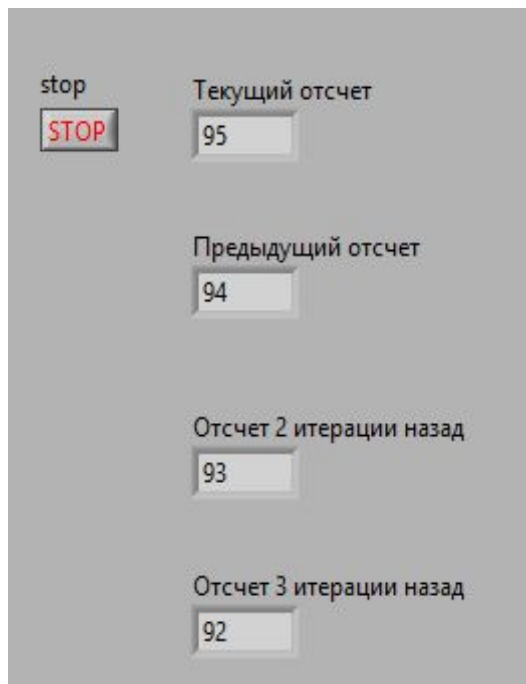 stop
STOP
Текущий отсчет
95
Предыдущий отсчет
94
Отсчет 2 итерации назад
93
Отсчет 3 итерации назад
92